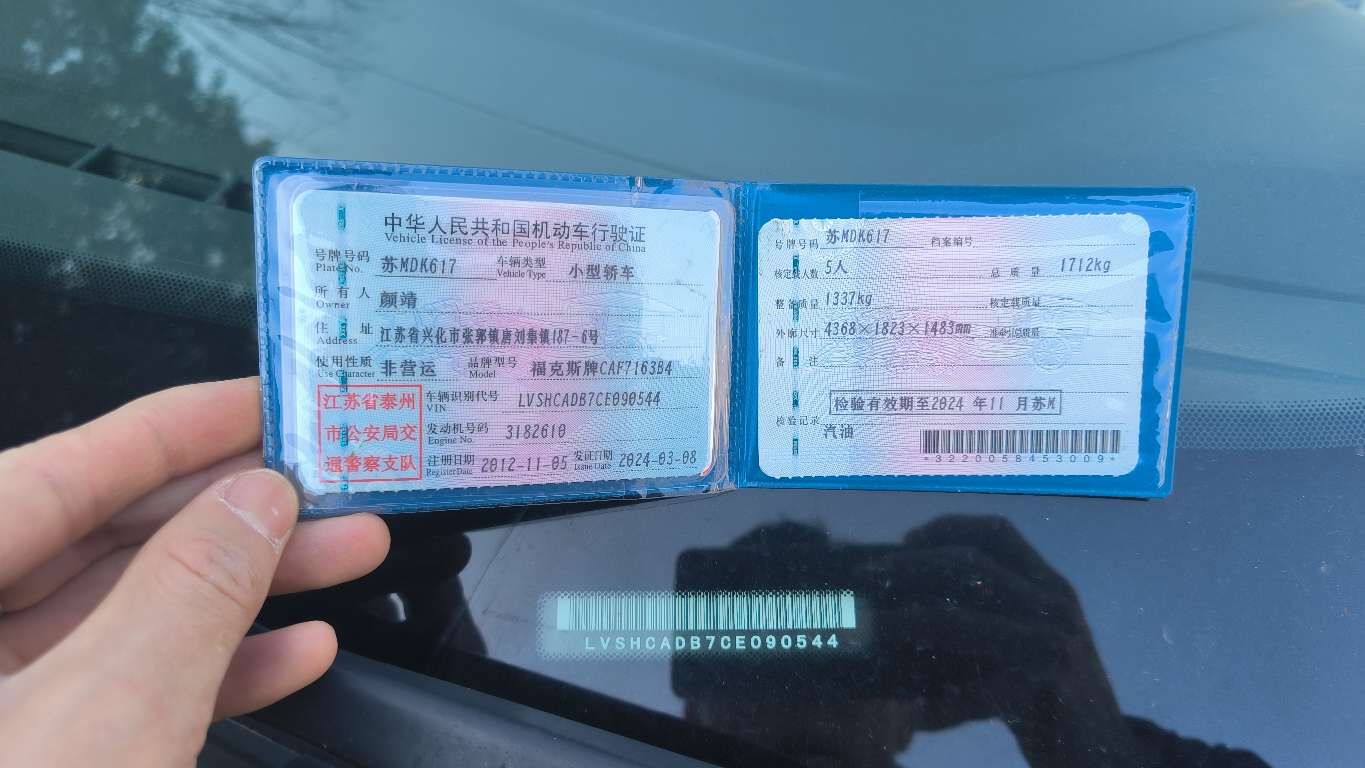 中华人民共和国机动车行驶证
Vehicle License of the People's Republic of China
号牌号码 苏MDK617 车辆类型 小型轿车
Plate No. Vehicle Type
所有人 颜靖
Owner
住址 江苏省兴化市张郭镇唐刘集镇187-6号
Address
使用性质 非营运 品牌型号 福克斯牌CAF7163B4
Use Character Model
江苏省泰州
市公安局交
通警察支队
车辆识别代号 LVSHCADB7CE090544
VIN
发动机号码 3182610
Engine No.
注册日期 2012-11-05 发证日期 2024-03-08
Register Date Issue Date
号牌号码 苏MDK617 档案编号
核定载人数 5人 总质量 1712kg
整备质量 1337kg 核定载质量 --
外廓尺寸 4368×1823×1483mm 准牵引总质量 --
备注
检验有效期至2024 年11 月苏M
检验记录
汽油
*3220058453009*
LVSHCADB7CE090544